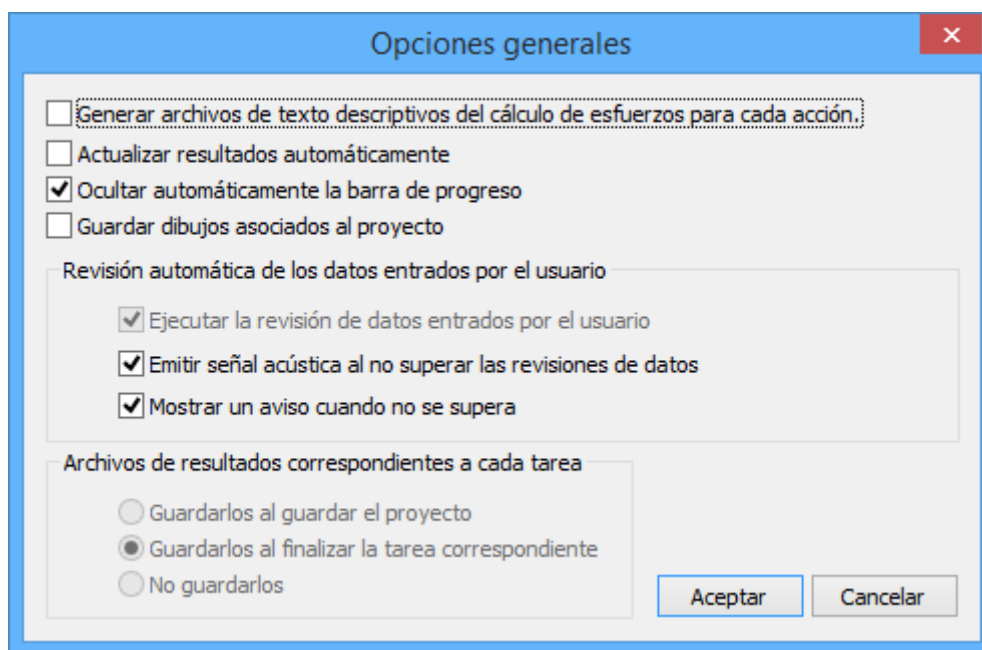 Opciones generales
Generar archivos de texto descriptivos del cálculo de esfuerzos para cada acción.
Actualizar resultados automáticamente
Ocultar automáticamente la barra de progreso
Guardar dibujos asociados al proyecto
Revisión automática de los datos entrados por el usuario
Ejecutar la revisión de datos entrados por el usuario
Emitir señal acústica al no superar las revisiones de datos
Mostrar un aviso cuando no se supera
Archivos de resultados correspondientes a cada tarea
Guardarlos al guardar el proyecto
Guardarlos al finalizar la tarea correspondiente
No guardarlos
Aceptar Cancelar